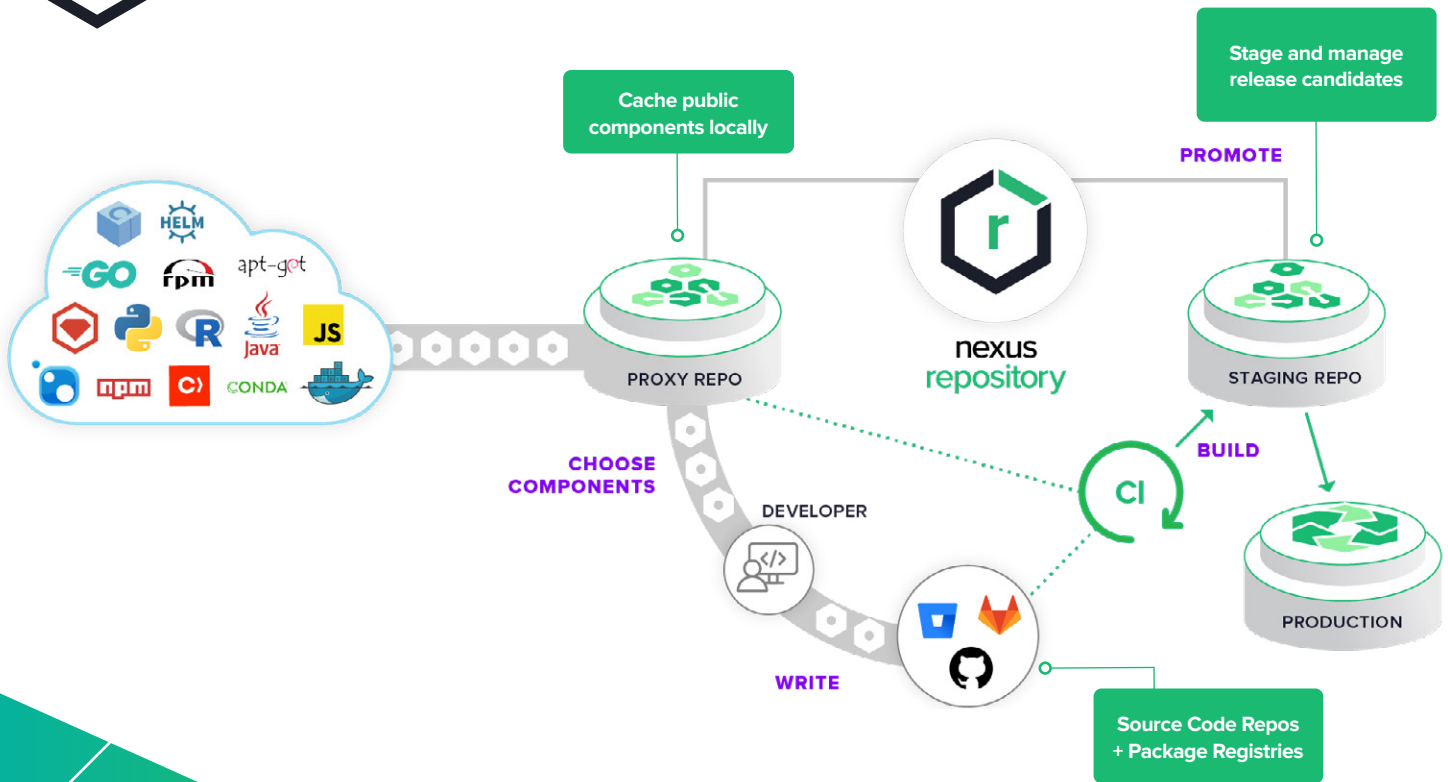 Stage and manage
release candidates
Cache public
components locally
PROMOTE
HELM
GO
rpm
apt-get
r
R
Java
JS
nexus
repository
PROXY REPO
STAGING REPO
npm
C
CONDA
CHOOSE
COMPONENTS
BUILD
CI
DEVELOPER
</>
PRODUCTION
WRITE
Source Code Repos
+ Package Registries